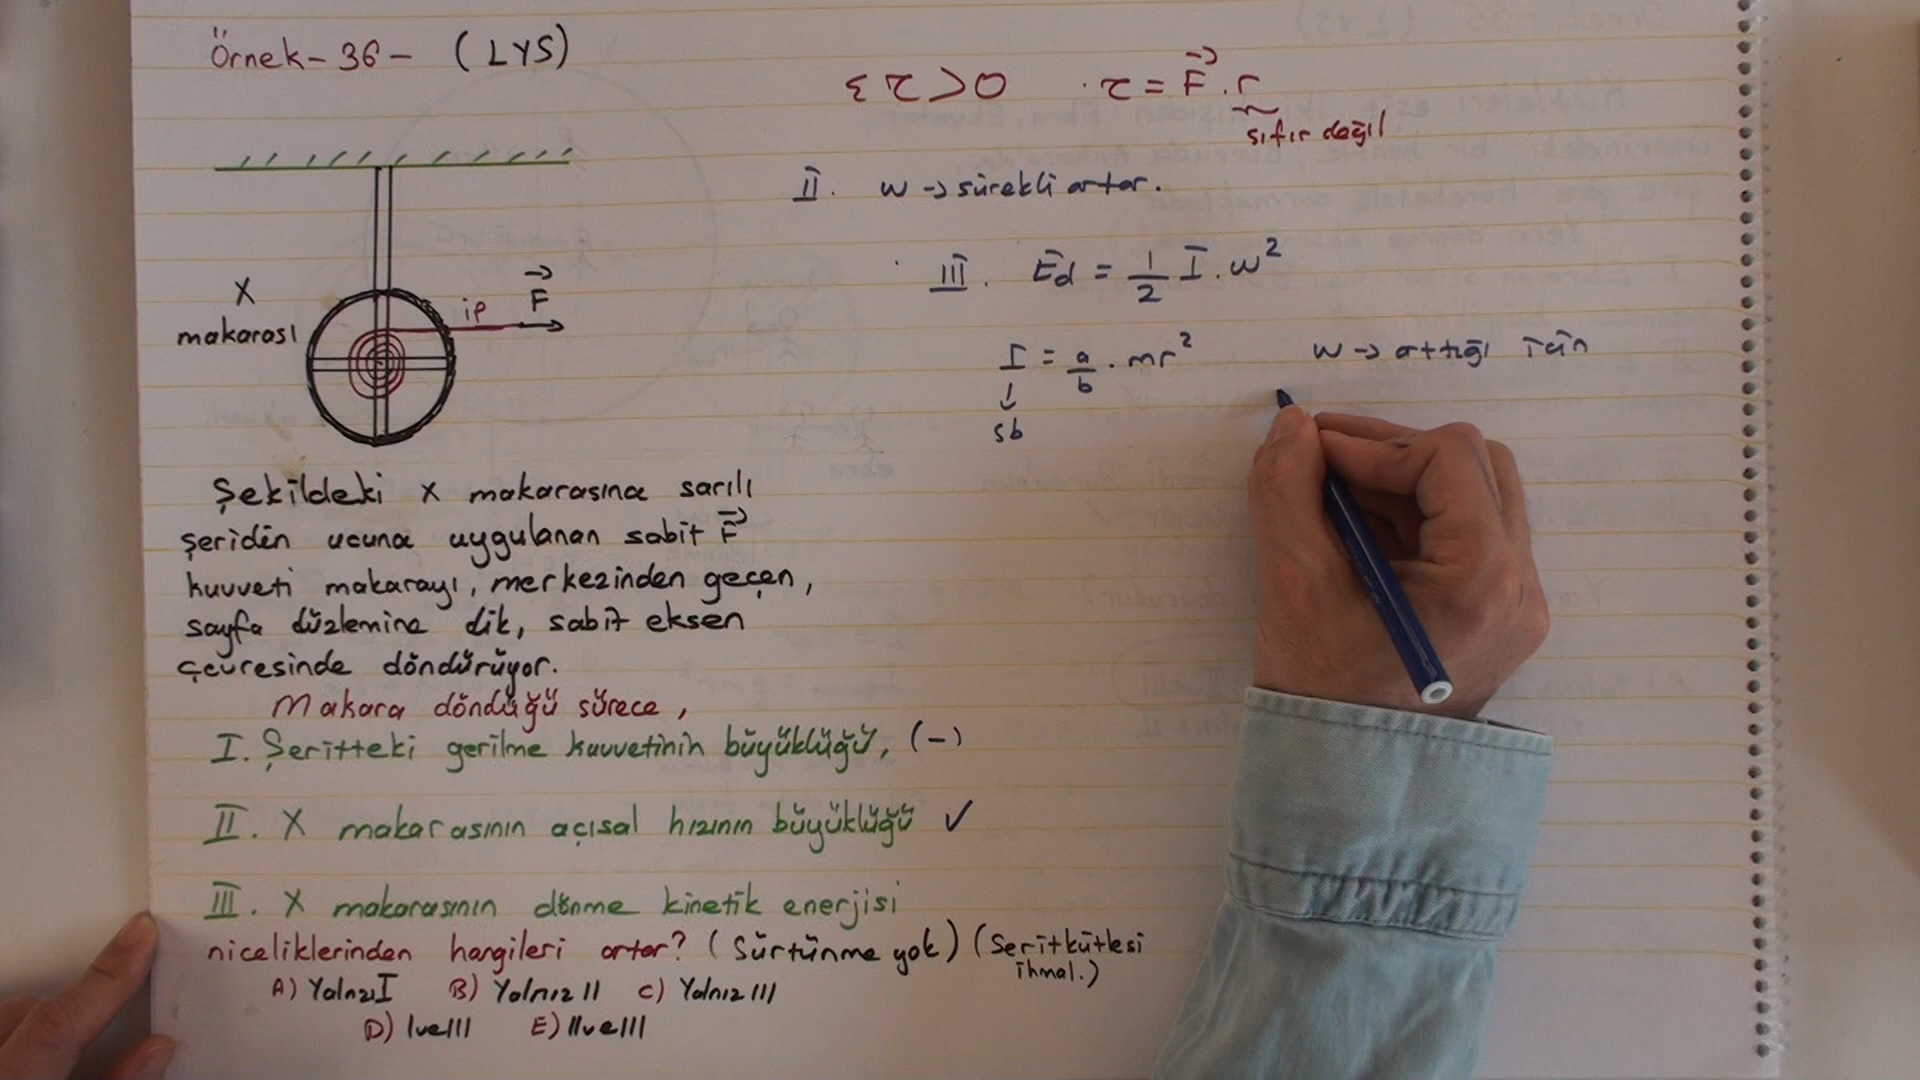 Örnek-36- (LYS)
X
makarası
ip
F
Şekildeki x makarasına sarılı
şeridin ucuna uygulanan sabit F
kuvveti makarayı, merkezinden geçen,
sayfa düzlemine dik, sabit eksen
çevresinde döndürüyor.
Makara döndüğü sürece,
I. Şeritteki gerilme kuvvetinin büyüklüğü, (-)
II. X makarasının açısal hızının büyüklüğü ✓
III. X makarasının dönme kinetik enerjisi
niceliklerinden hangileri artar? (Sürtünme yok) (Şerit kütlesi
ihmal.)
A) Yalnız I B) Yalnız II C) Yalnız III
D) I ve III E) II ve III
Στ>0 τ = F . r
sıfır değil
II. w → sürekli artar.
III. Ed = 1/2 I . w²
I = a/b . mr² w → arttığı için
↓
sb